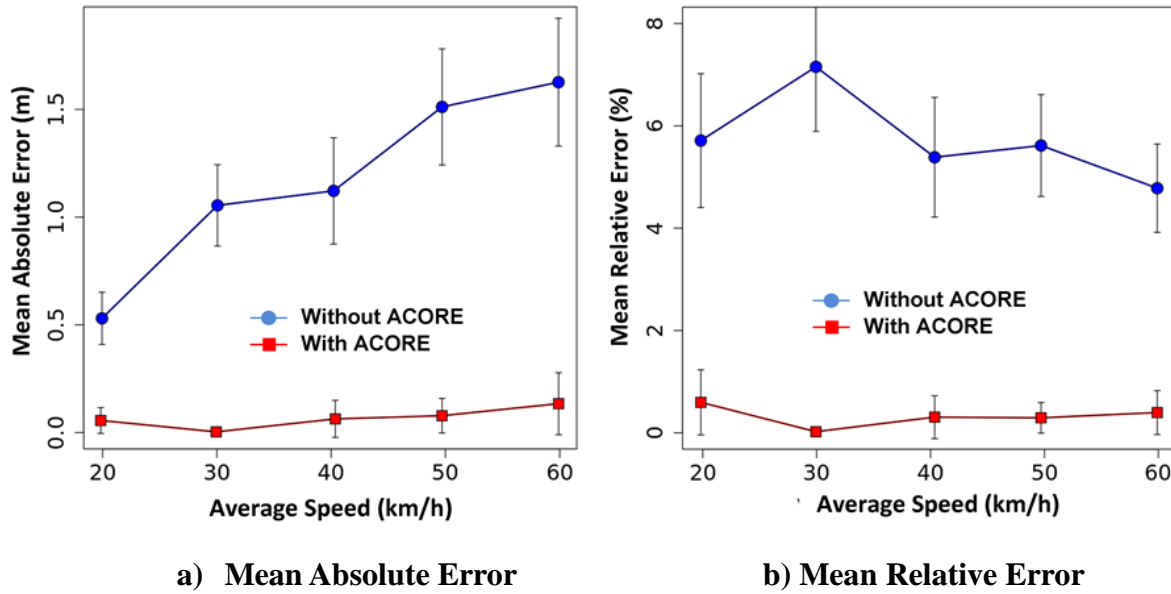 Mean Absolute Error (m)
1.5
1.0
0.5
0.0
Without ACORE
With ACORE
20 30 40 50 60
Average Speed (km/h)
a) Mean Absolute Error
Mean Relative Error (%)
8
6
4
2
0
Without ACORE
With ACORE
20 30 40 50 60
Average Speed (km/h)
b) Mean Relative Error